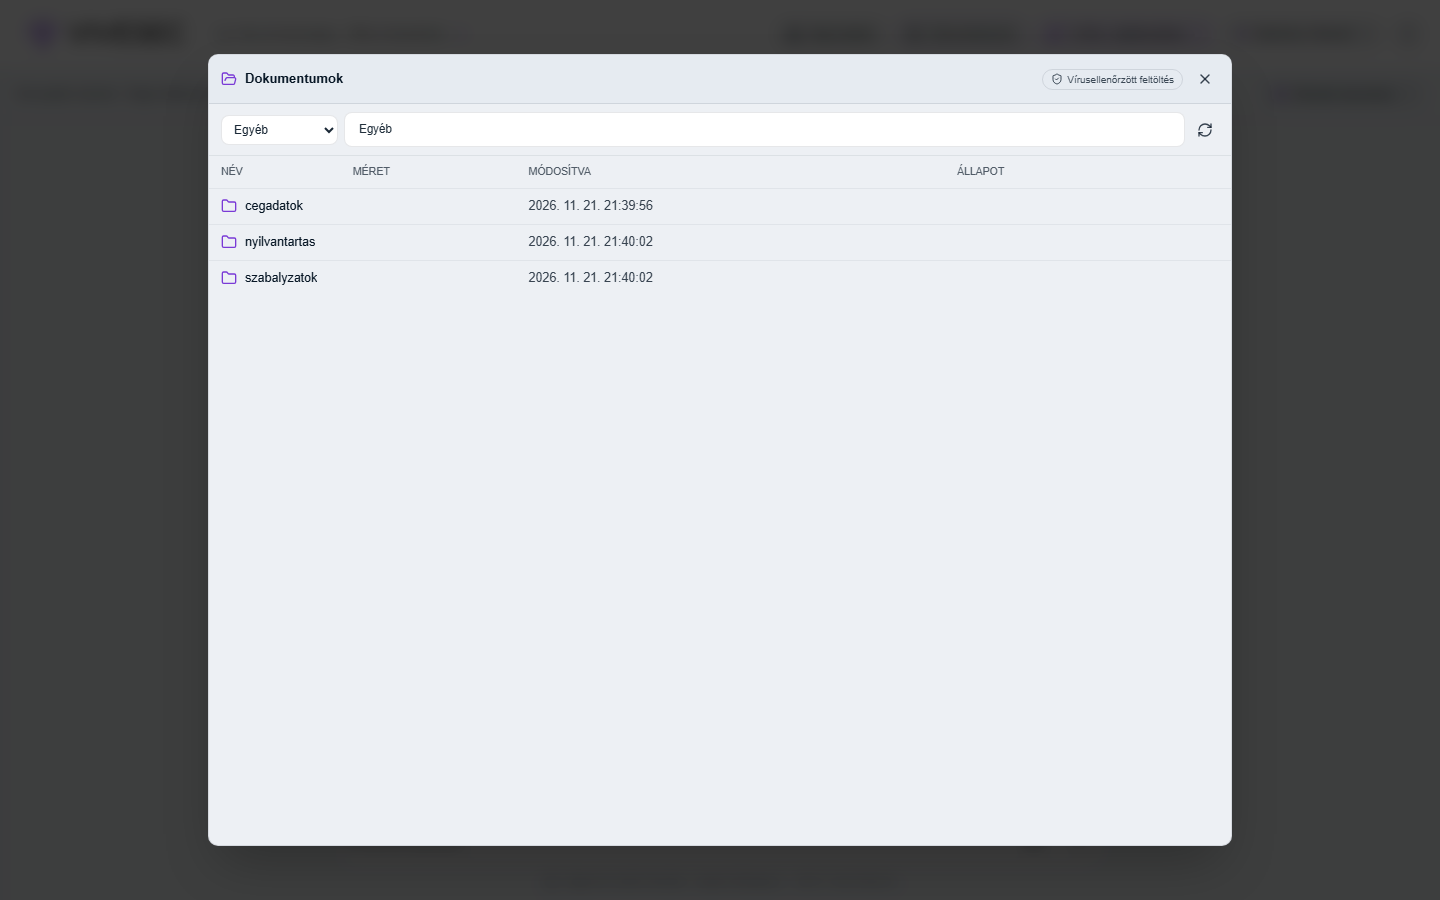 Dokumentumok
Vírusellenőrzött feltöltés
Egyéb
Egyéb
NÉV MÉRET MÓDOSÍTVA ÁLLAPOT
cegadatok 2026. 11. 21. 21:39:56
nyilvantartas 2026. 11. 21. 21:40:02
szabalyzatok 2026. 11. 21. 21:40:02